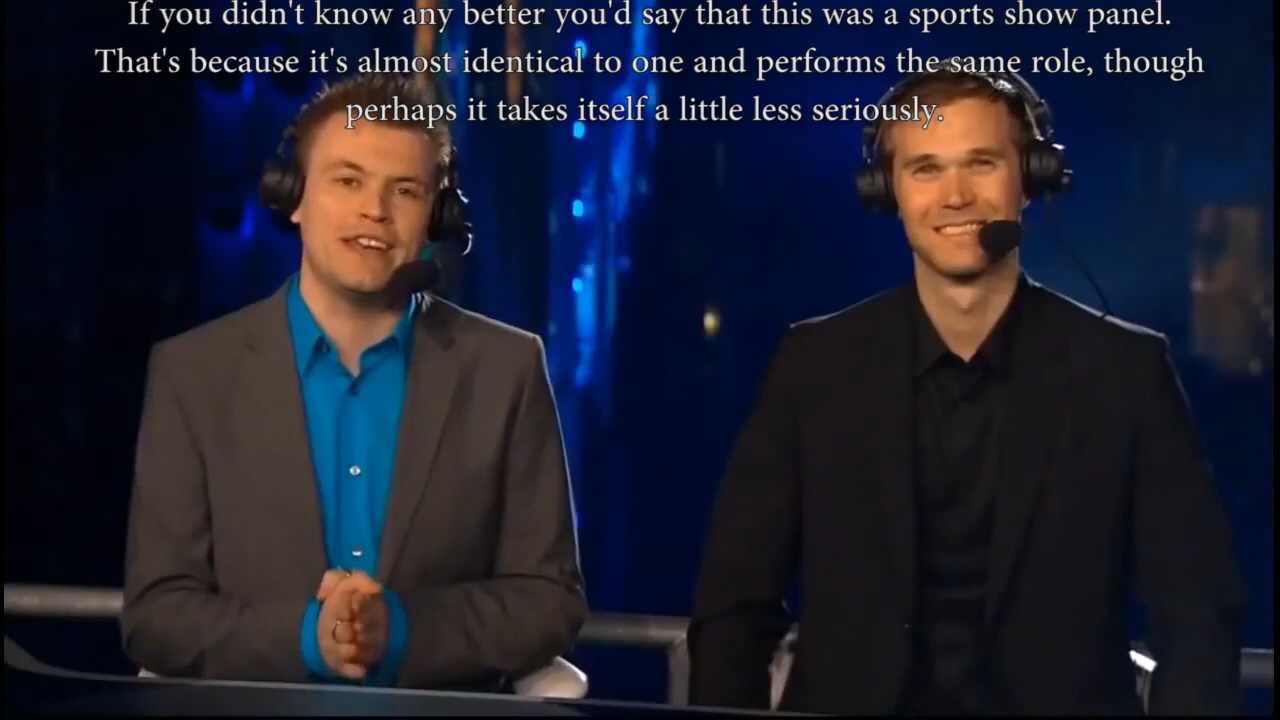 If you didn't know any better you'd say that this was a sports show panel.
That's because it's almost identical to one and performs the same role, though
perhaps it takes itself a little less seriously.